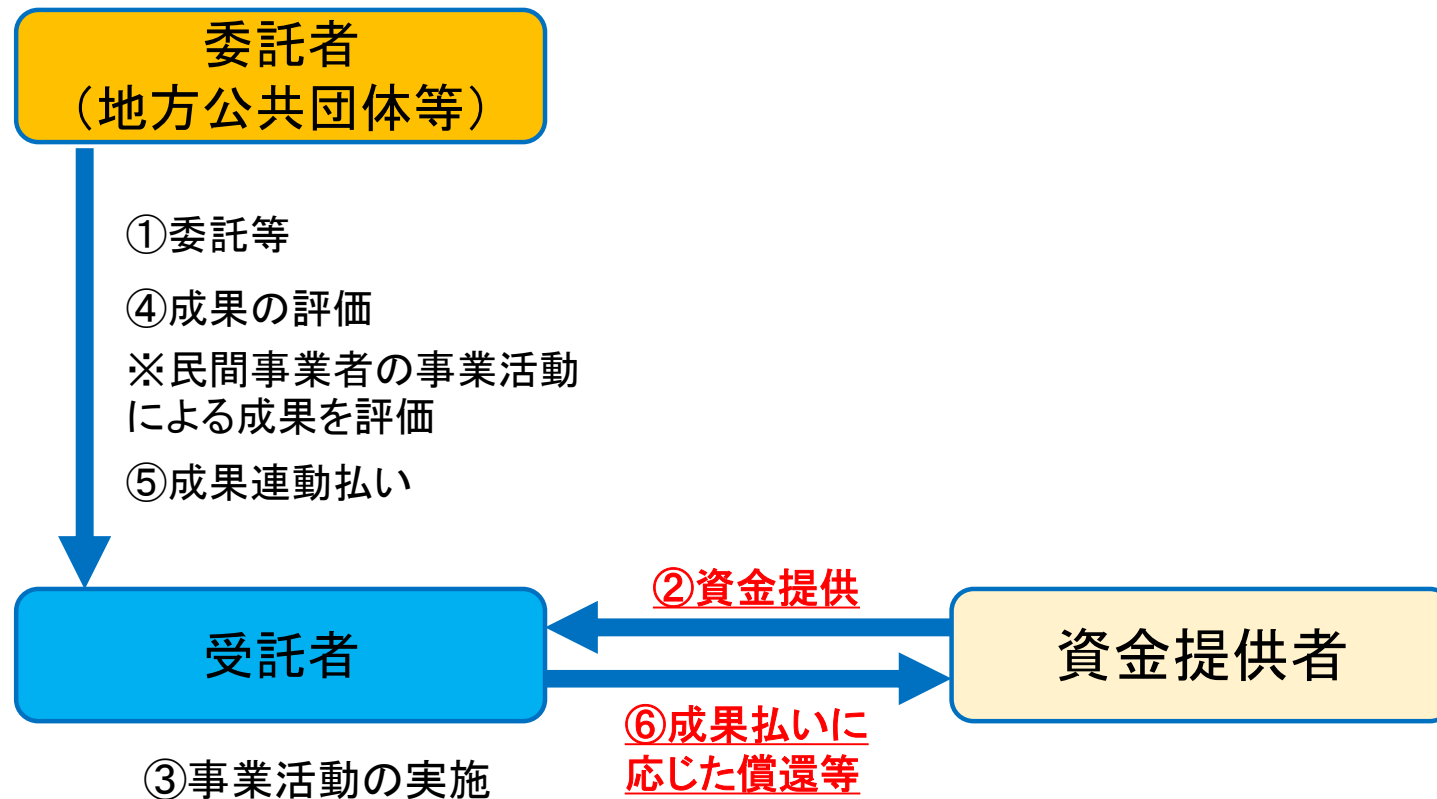 委託者
（地方公共団体等）
①委託等
④成果の評価
※民間事業者の事業活動
による成果を評価
⑤成果連動払い
②資金提供
受託者
資金提供者
⑥成果払いに
応じた償還等
③事業活動の実施